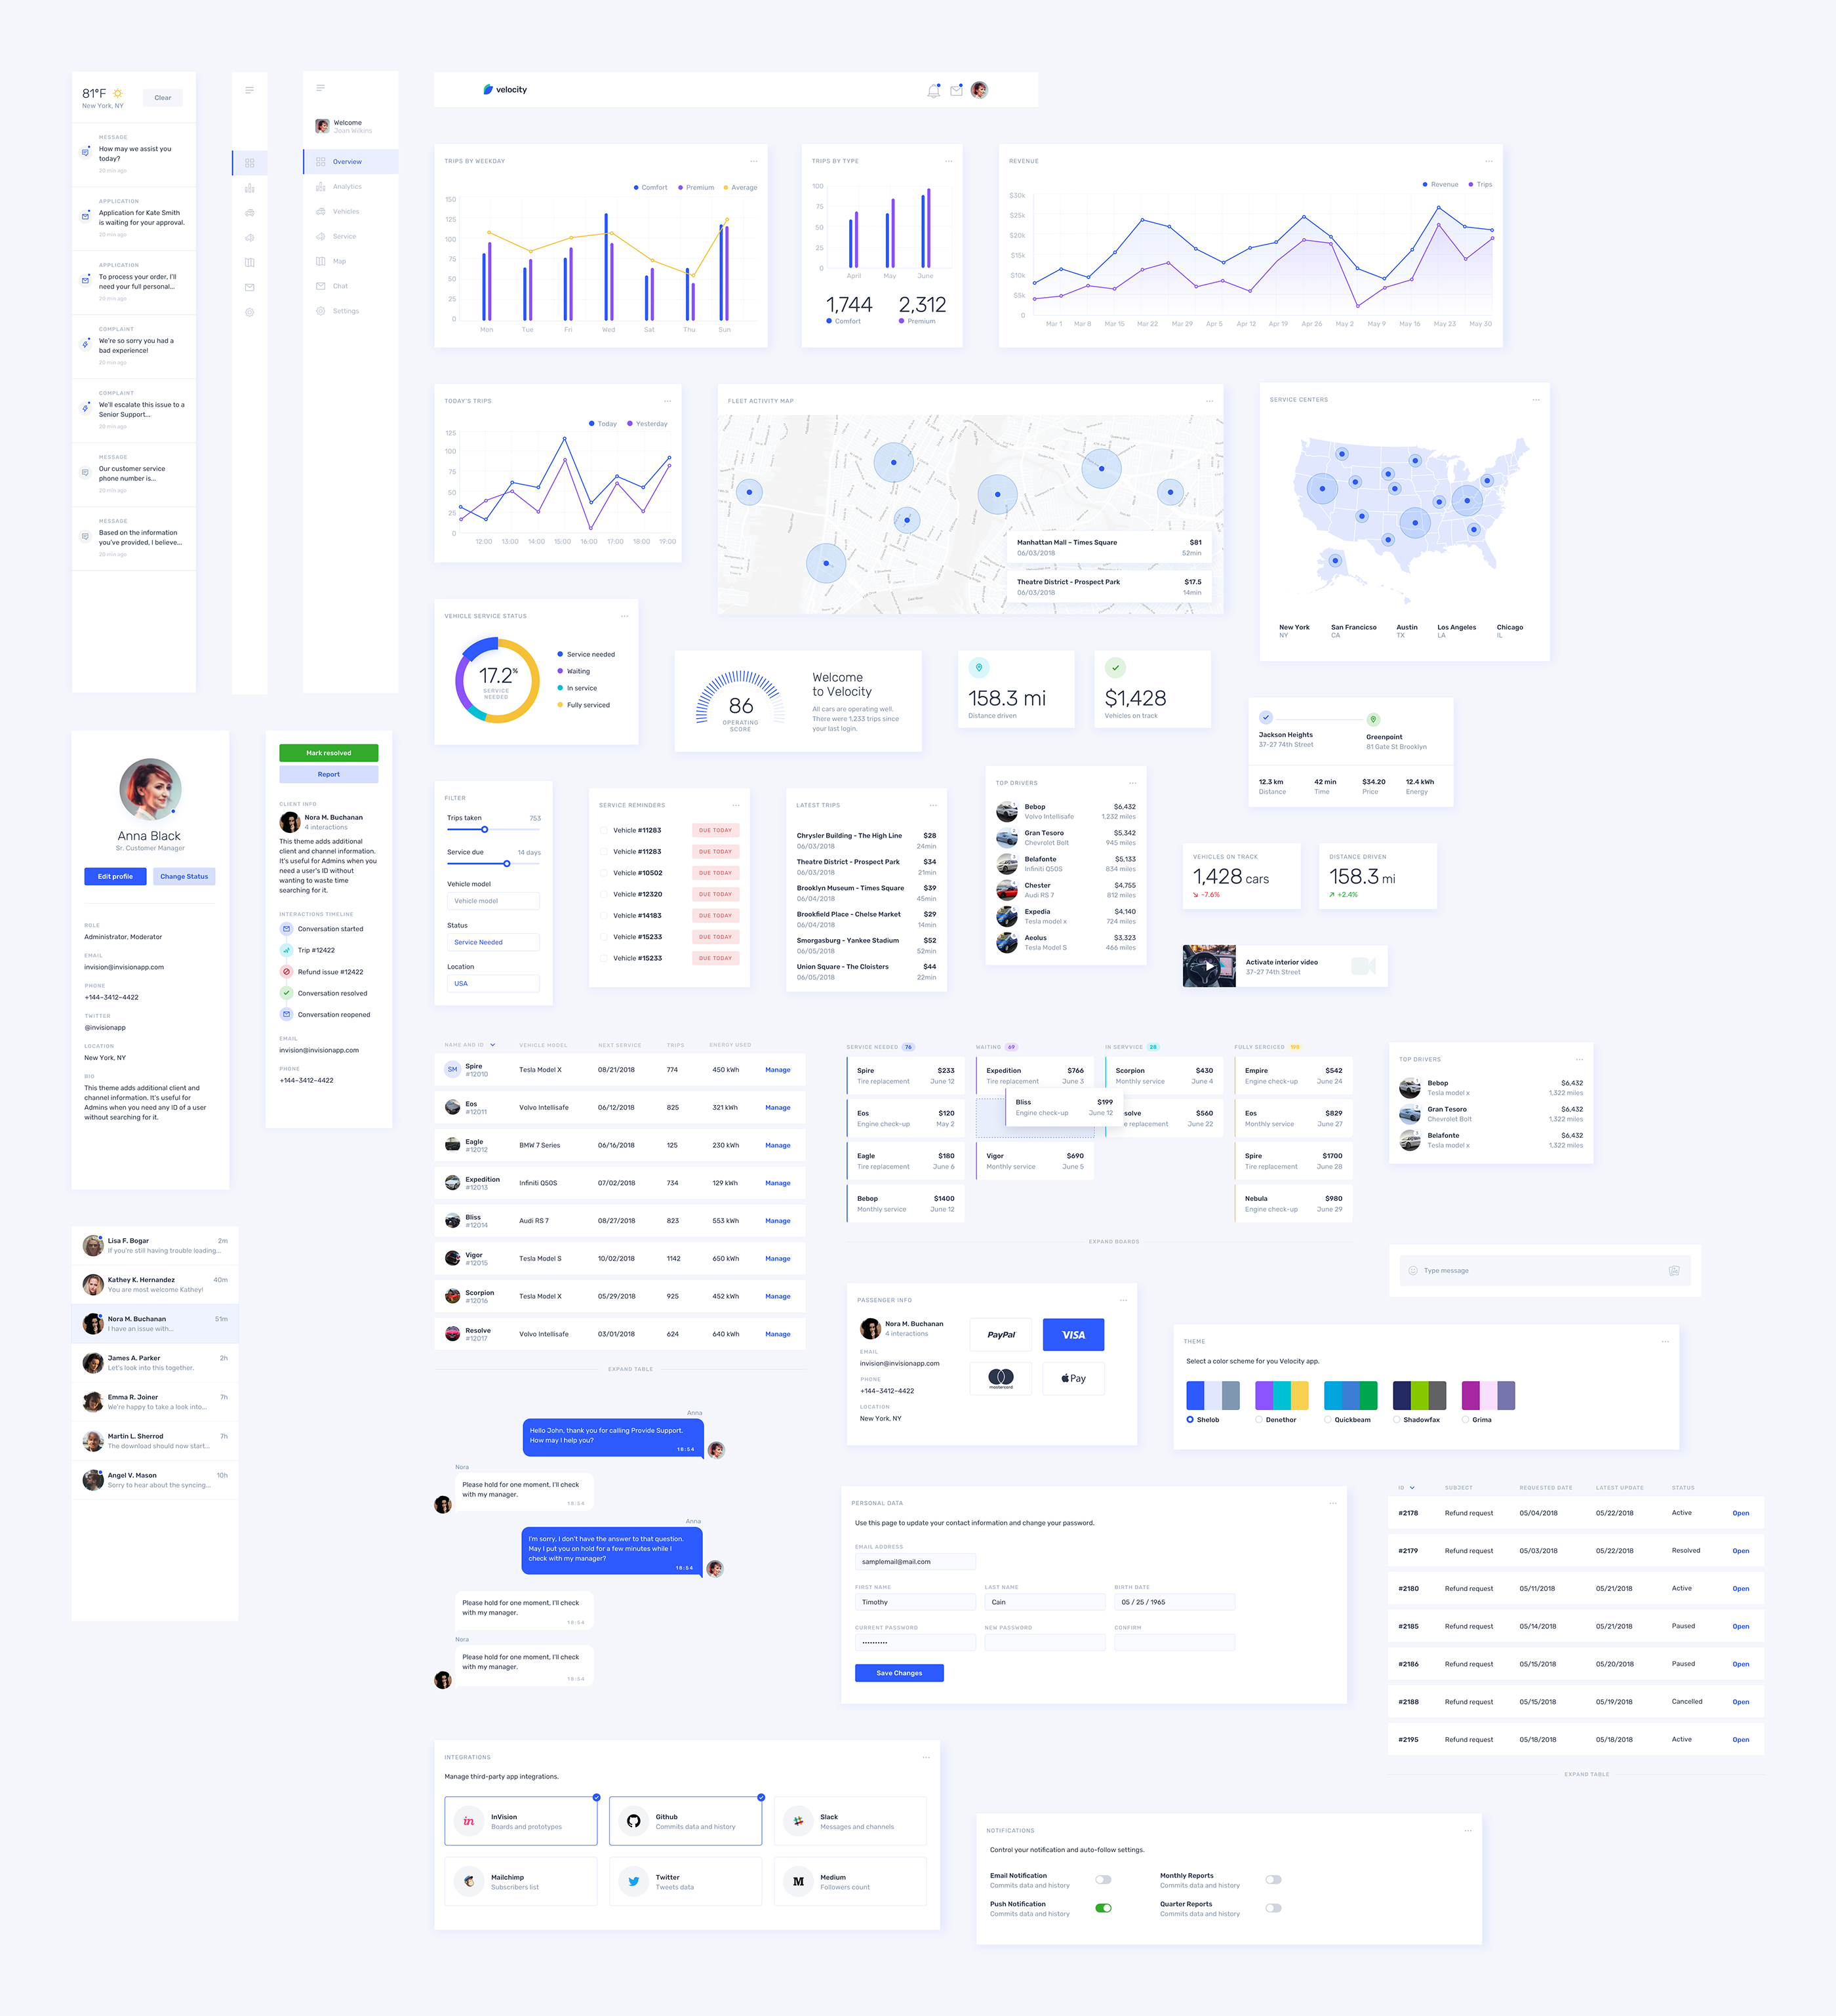 81°F
New York, NY
Clear
MESSAGE
How may we assist you
today?
20 min ago
APPLICATION
Application for Kate Smith
is waiting for your approval.
20 min ago
APPLICATION
To process your order, I'll
need your full personal...
20 min ago
COMPLAINT
We're so sorry you had a
bad experience!
20 min ago
COMPLAINT
We'll escalate this issue to a
Senior Support...
20 min ago
MESSAGE
Our customer service
phone number is...
20 min ago
MESSAGE
Based on the information
you've provided, I believe...
20 min ago
Welcome
Joan Wilkins
Overview
Analytics
Vehicles
Service
Map
Chat
Settings
velocity
TRIPS BY WEEKDAY
Comfort Premium Average
150
125
100
75
50
25
0
Mon Tue Fri Wed Sat Thu Sun
TRIPS BY TYPE
100
75
50
25
0
April May June
1,744 2,312
Comfort Premium
REVENUE
Revenue Trips
$30k
$25k
$20k
$15k
$10k
$5k
0
Mar 1 Mar 8 Mar 15 Mar 22 Mar 29 Apr 5 Apr 12 Apr 19 Apr 26 May 2 May 9 May 16 May 23 May 30
TODAY'S TRIPS
Today Yesterday
125
100
75
50
25
0
12:00 13:00 14:00 15:00 16:00 17:00 18:00 19:00
FLEET ACTIVITY MAP
Manhattan Mall – Times Square $81
06/03/2018 52min
Theatre District - Prospect Park $17.5
06/03/2018 14min
SERVICE CENTERS
New York San Francicso Austin Los Angeles Chicago
NY CA TX LA IL
VEHICLE SERVICE STATUS
17.2%
SERVICE
NEEDED
Service needed
Waiting
In service
Fully serviced
86
OPERATING
SCORE
Welcome
to Velocity
All cars are operating well.
There were 1,233 trips since
your last login.
158.3 mi
Distance driven
$1,428
Vehicles on track
Jackson Heights
37-27 74th Street
Greenpoint
81 Gate St Brooklyn
12.3 km 42 min $34.20 12.4 kWh
Distance Time Price Energy
Anna Black
Sr. Customer Manager
Edit profile
Change Status
ROLE
Administrator, Moderator
EMAIL
invision@invisionapp.com
PHONE
+144-3412-4422
TWITTER
@invisionapp
LOCATION
New York, NY
BIO
This theme adds additional client and
channel information. It's useful for
Admins when you need any ID of a user
without searching for it.
Mark resolved
Report
CLIENT INFO
Nora M. Buchanan
4 interactions
This theme adds additional
client and channel information.
It's useful for Admins when you
need a user's ID without
wanting to waste time
searching for it.
INTERACTIONS TIMELINE
Conversation started
Trip #12422
Refund issue #12422
Conversation resolved
Conversation reopened
EMAIL
invision@invisionapp.com
PHONE
+144-3412-4422
FILTER
Trips taken 753
Service due 14 days
Vehicle model
Vehicle model
Status
Service Needed
Location
USA
SERVICE REMINDERS
Vehicle #11283 DUE TODAY
Vehicle #11283 DUE TODAY
Vehicle #10502 DUE TODAY
Vehicle #12320 DUE TODAY
Vehicle #14183 DUE TODAY
Vehicle #15233 DUE TODAY
Vehicle #15233 DUE TODAY
LATEST TRIPS
Chrysler Building - The High Line $28
06/03/2018 24min
Theatre District - Prospect Park $34
06/03/2018 21min
Brooklyn Museum - Times Square $39
06/04/2018 45min
Brookfield Place - Chelse Market $29
06/04/2018 14min
Smorgasburg - Yankee Stadium $52
06/05/2018 52min
Union Square - The Cloisters $44
06/05/2018 22min
TOP DRIVERS
Bebop $6,432
Volvo Intellisafe 1,232 miles
Gran Tesoro $5,342
Chevrolet Bolt 945 miles
Belafonte $5,133
Infiniti Q50S 834 miles
Chester $4,755
Audi RS 7 812 miles
Expedia $4,140
Tesla model x 724 miles
Aeolus $3,323
Tesla Model S 466 miles
VEHICLES ON TRACK
1,428 cars
-7.6%
DISTANCE DRIVEN
158.3 mi
+2.4%
Activate interior video
37-27 74th Street
NAME AND ID VEHICLE MODEL NEXT SERVICE TRIPS ENERGY USED
SM Spire
#12010 Tesla Model X 08/21/2018 774 450 kWh Manage
Eos
#12011 Volvo Intellisafe 06/12/2018 825 321 kWh Manage
Eagle
#12012 BMW 7 Series 06/16/2018 125 230 kWh Manage
Expedition
#12013 Infiniti Q50S 07/02/2018 734 129 kWh Manage
Bliss
#12014 Audi RS 7 08/27/2018 823 553 kWh Manage
Vigor
#12015 Tesla Model S 10/02/2018 1142 650 kWh Manage
Scorpion
#12016 Tesla Model X 05/29/2018 925 452 kWh Manage
Resolve
#12017 Volvo Intellisafe 03/01/2018 624 640 kWh Manage
EXPAND TABLE
SERVICE NEEDED 76
Spire $233
Tire replacement June 12
Eos $120
Engine check-up May 2
Eagle $180
Tire replacement June 6
Bebop $1400
Monthly service June 12
WAITING 69
Expedition $766
Tire replacement June 3
Bliss $199
Engine check-up June 12
Vigor $690
Monthly service June 5
IN SERVVICE 28
Scorpion $430
Monthly service June 4
esolve $560
e replacement June 22
FULLY SERCICED
Empire $542
Engine check-up June 24
Eos $829
Monthly service June 27
Spire $1700
Tire replacement June 28
Nebula $980
Engine check-up June 29
EXPAND BOARDS
TOP DRIVERS
Bebop $6,432
Tesla model x 1,322 miles
Gran Tesoro $6,432
Chevrolet Bolt 1,322 miles
Belafonte $6,432
Tesla model x 1,322 miles
Type message
Lisa F. Bogar 2m
If you're still having trouble loading...
Kathey K. Hernandez 40m
You are most welcome Kathey!
Nora M. Buchanan 51m
I have an issue with...
James A. Parker 2h
Let's look into this together.
Emma R. Joiner 7h
We're happy to take a look into...
Martin L. Sherrod 7h
The download should now start...
Angel V. Mason 10h
Sorry to hear about the syncing...
Anna
Hello John, thank you for calling Provide Support.
How may I help you?
18:54
Nora
Please hold for one moment, I'll check
with my manager.
18:54
Anna
I'm sorry, I don't have the answer to that question.
May I put you on hold for a few minutes while I
check with my manager?
18:54
Please hold for one moment, I'll check
with my manager.
18:54
Nora
Please hold for one moment, I'll check
with my manager.
18:54
PASSENGER INFO
Nora M. Buchanan
4 interactions
EMAIL
invision@invisionapp.com
PHONE
+144-3412-4422
LOCATION
New York, NY
PayPal
VISA
mastercard
Pay
THEME
Select a color scheme for you Velocity app.
Shelob Denethor Quickbeam Shadowfax Grima
PERSONAL DATA
Use this page to update your contact information and change your password.
EMAIL ADDRESS
samplemail@mail.com
FIRST NAME LAST NAME BIRTH DATE
Timothy Cain 05 / 25 / 1965
CURRENT PASSWORD NEW PASSWORD CONFIRM
••••••••••
Save Changes
ID SUBJECT REQUESTED DATE LATEST UPDATE STATUS
#2178 Refund request 05/04/2018 05/22/2018 Active Open
#2179 Refund request 05/03/2018 05/22/2018 Resolved Open
#2180 Refund request 05/11/2018 05/21/2018 Active Open
#2185 Refund request 05/14/2018 05/21/2018 Paused Open
#2186 Refund request 05/15/2018 05/20/2018 Paused Open
#2188 Refund request 05/15/2018 05/19/2018 Cancelled Open
#2195 Refund request 05/18/2018 05/18/2018 Active Open
EXPAND TABLE
INTEGRATIONS
Manage third-party app integrations.
in InVision
Boards and prototypes
Github
Commits data and history
Slack
Messages and channels
Mailchimp
Subscribers list
Twitter
Tweets data
M Medium
Followers count
NOTIFICATIONS
Control your notification and auto-follow settings.
Email Notification
Commits data and history
Monthly Reports
Commits data and history
Push Notification
Commits data and history
Quarter Reports
Commits data and history